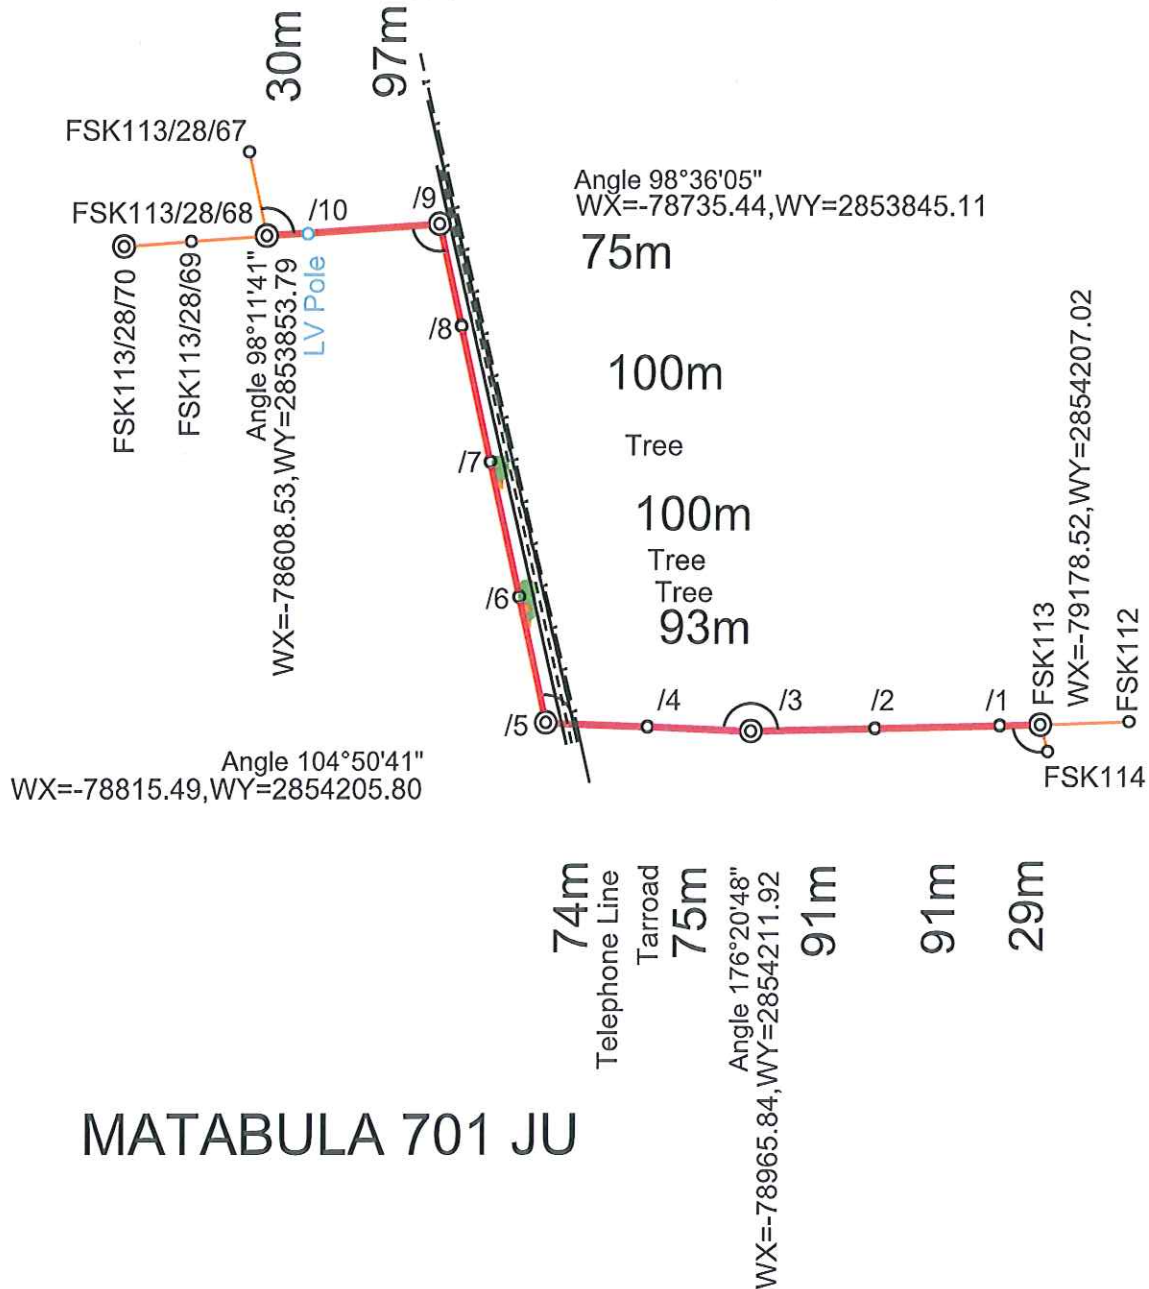 30m
97m
FSK113/28/67
FSK113/28/68
/10
/9
Angle 98°36'05"
WX=-78735.44,WY=2853845.11
75m
FSK113/28/70
FSK113/28/69
Angle 98°11'41"
WX=-78608.53,WY=2853853.79
LV Pole
/8
100m
Tree
/7
100m
Tree
Tree
/6
93m
/5
/4
/3
/2
/1
FSK113
WX=-79178.52,WY=2854207.02
FSK112
FSK114
Angle 104°50'41"
WX=-78815.49,WY=2854205.80
74m
Telephone Line
Tarroad
75m
Angle 176°20'48"
WX=-78965.84,WY=2854211.92
91m
91m
29m
MATABULA 701 JU